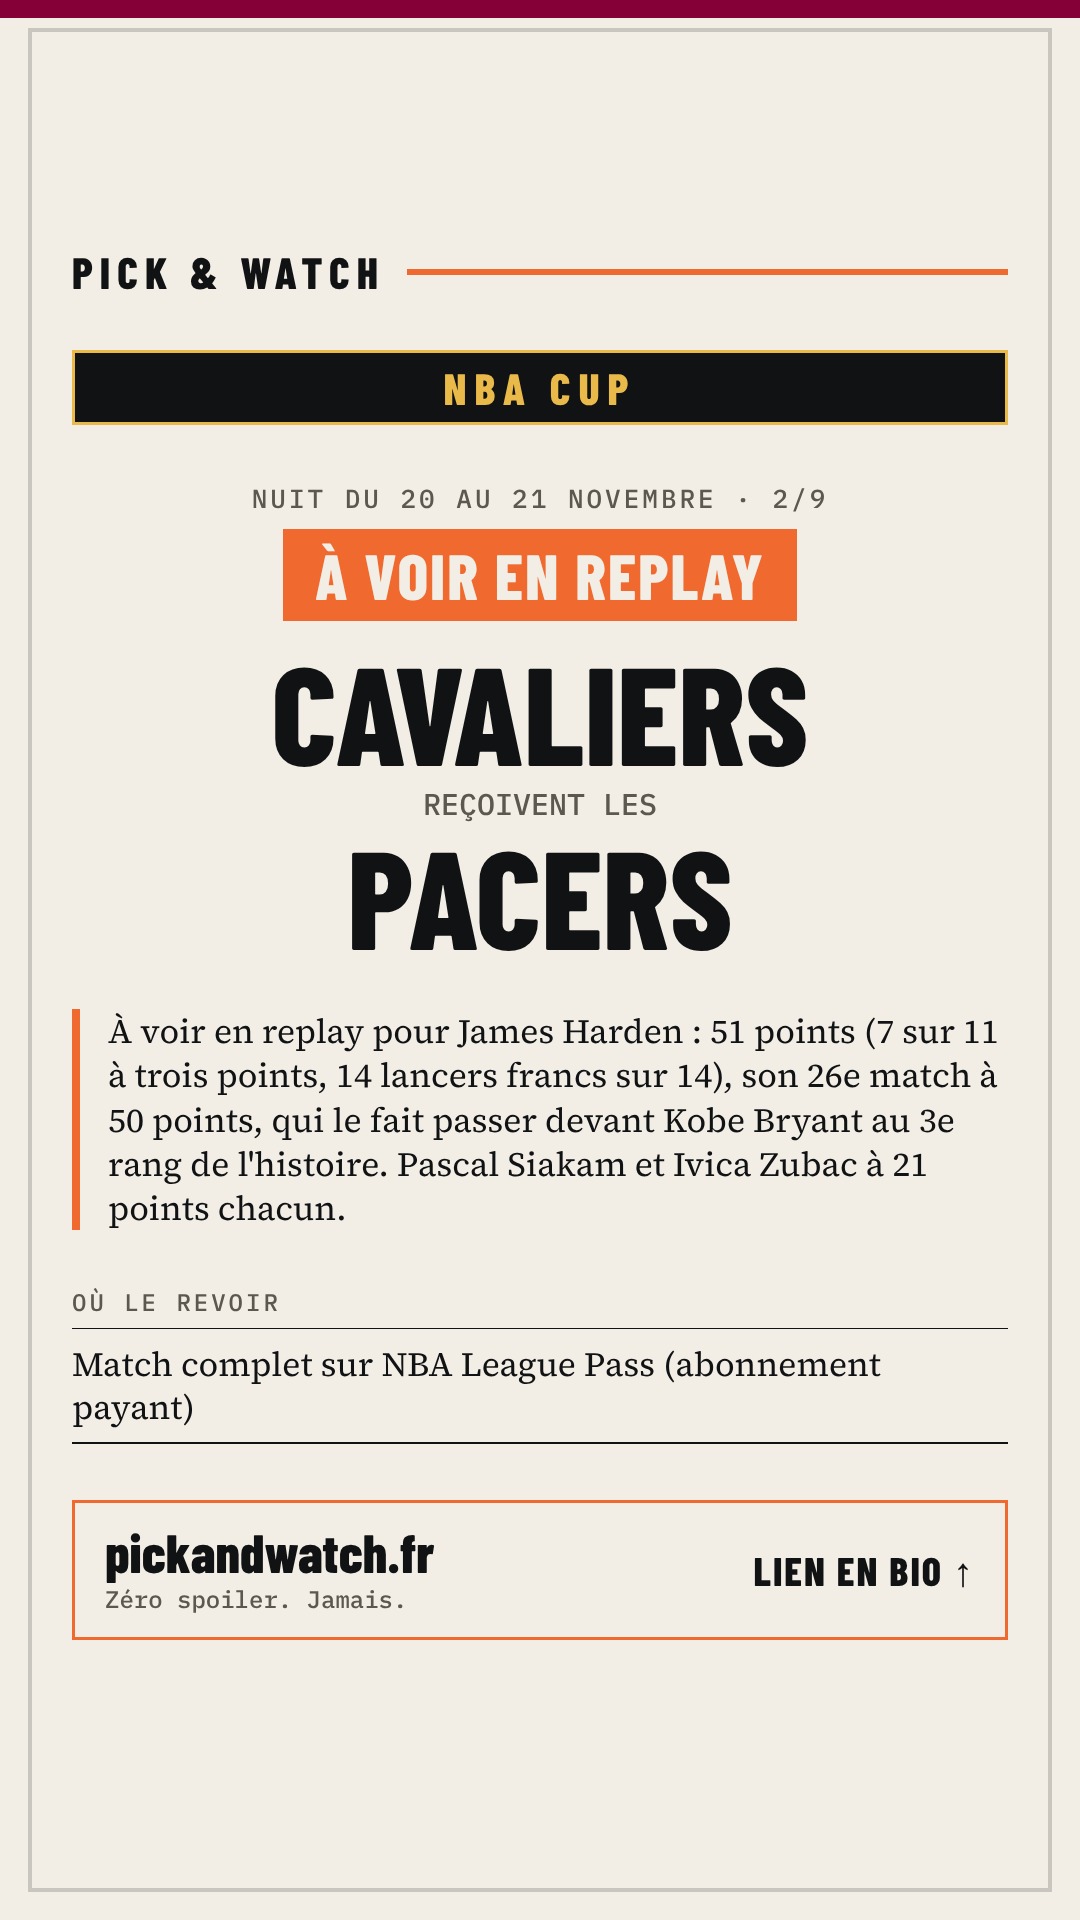 PICK & WATCH
NBA CUP
NUIT DU 20 AU 21 NOVEMBRE · 2/9
À VOIR EN REPLAY
CAVALIERS
REÇOIVENT LES
PACERS
À voir en replay pour James Harden : 51 points (7 sur 11
à trois points, 14 lancers francs sur 14), son 26e match à
50 points, qui le fait passer devant Kobe Bryant au 3e
rang de l'histoire. Pascal Siakam et Ivica Zubac à 21
points chacun.
OÙ LE REVOIR
Match complet sur NBA League Pass (abonnement
payant)
pickandwatch.fr
Zéro spoiler. Jamais.
LIEN EN BIO ↑